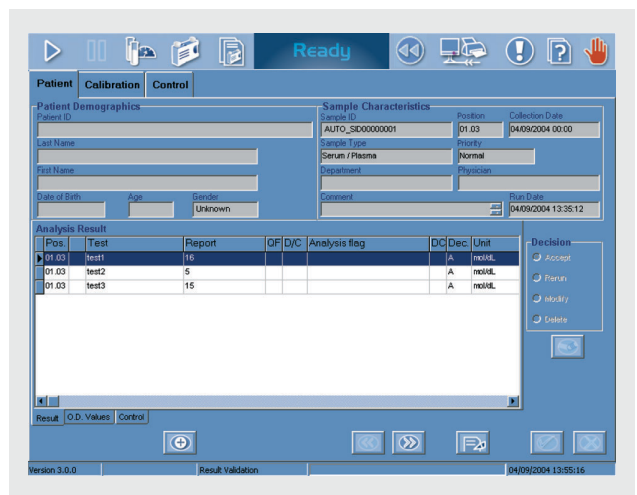 Ready
Patient Calibration Control
Patient Demographics
Patient ID
Last Name
First Name
Date of Birth Age Gender
Unknown
Sample Characteristics
Sample ID Position Collection Date
AUTO_SID00000001 01.03 04/09/2004 00:00
Sample Type Priority
Serum / Plasma Normal
Department Physician
Comment Run Date
04/09/2004 13:35:12
Analysis Result
Pos. Test Report QF D/C Analysis flag DC Dec. Unit
01.03 test1 16 A mol/dL
01.03 test2 5 A mol/dL
01.03 test3 15 A mol/dL
Decision
Accept
Rerun
Modify
Delete
Result O.D. Values Control
Version 3.0.0 Result Validation 04/09/2004 13:55:16